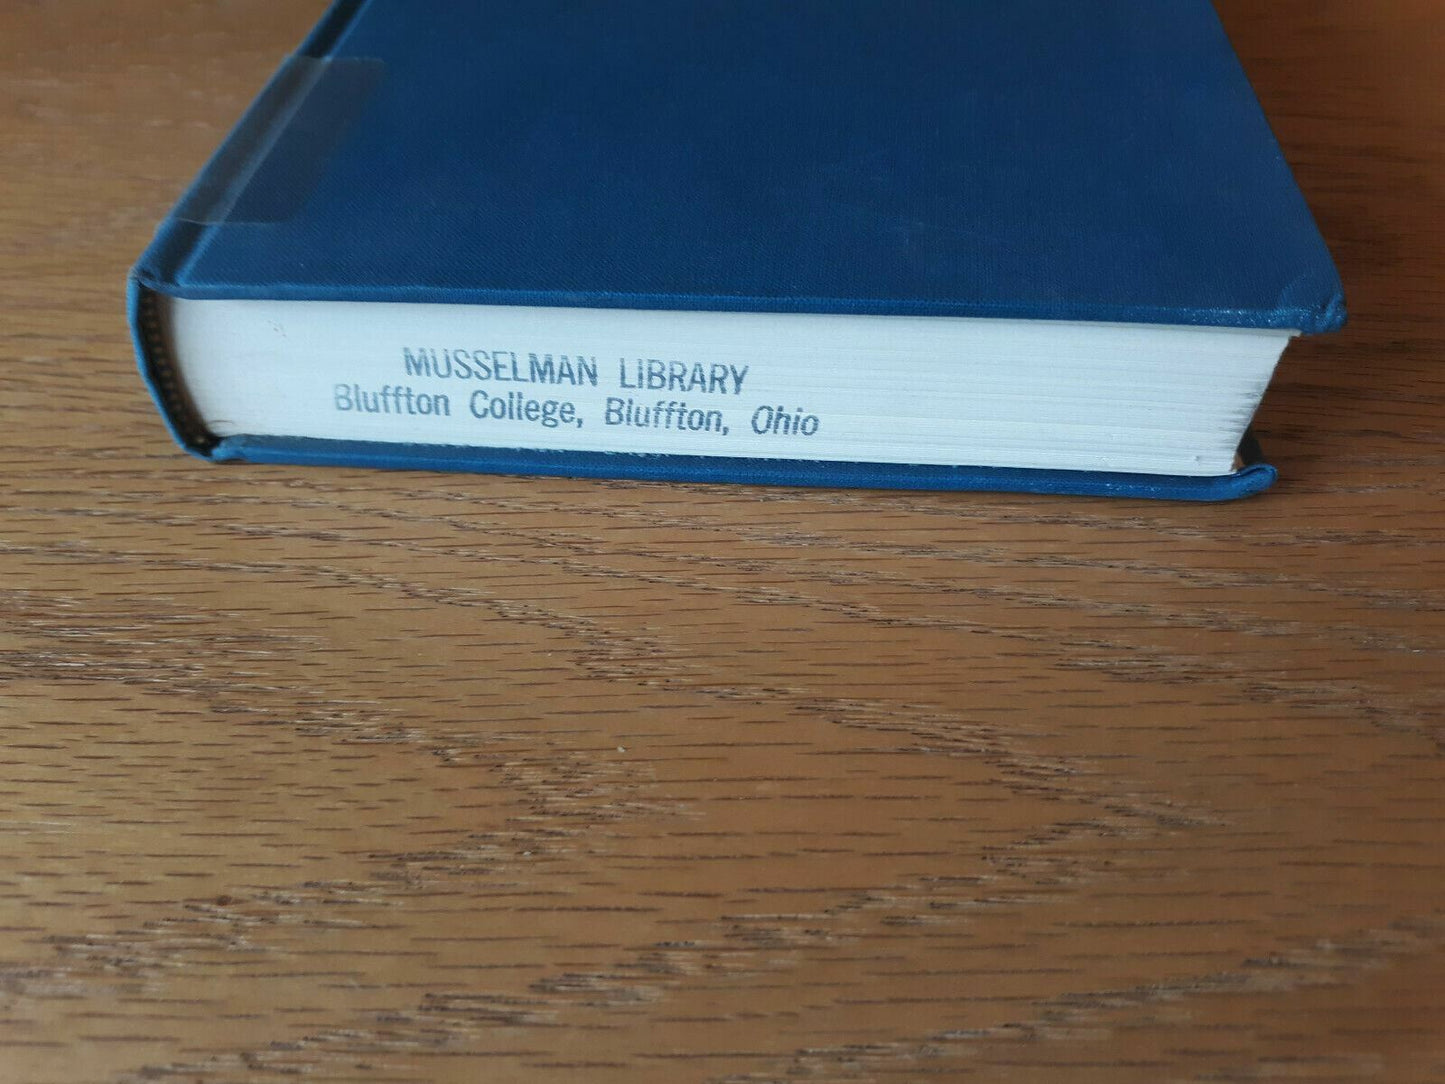 MUSSELMAN LIBRARY
Bluffton College, Bluffton, Ohio